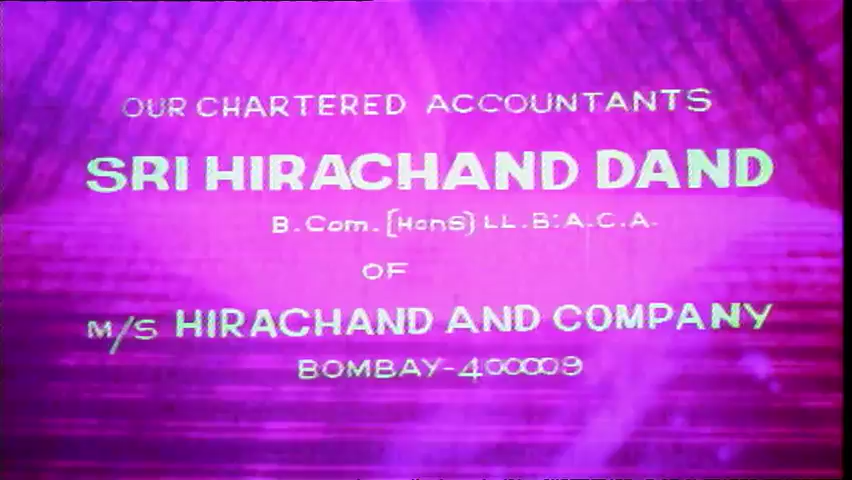 OUR CHARTERED ACCOUNTANTS
SRI HIRACHAND DAND
B.Com.[Hons] LL.B.A.C.A.
OF
M/S HIRACHAND AND COMPANY
BOMBAY-400009